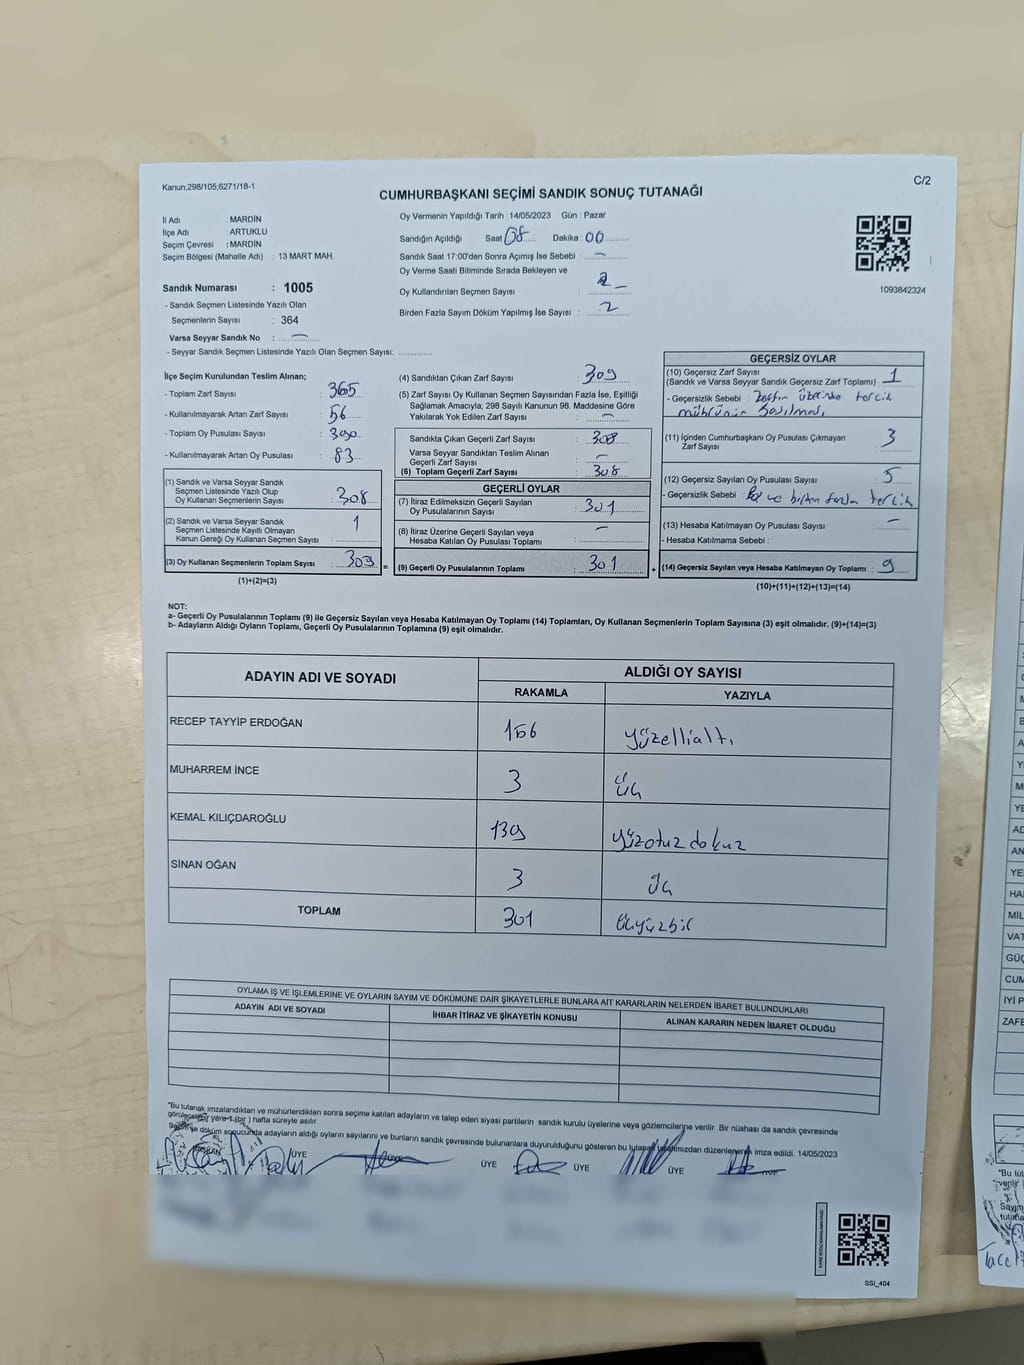 Kanun;298/105;6271/18-1
C/2
CUMHURBAŞKANI SEÇİMİ SANDIK SONUÇ TUTANAĞI
İl Adı : MARDİN
İlçe Adı : ARTUKLU
Seçim Çevresi : MARDİN
Seçim Bölgesi (Mahalle Adı) : 13 MART MAH.
Sandık Numarası : 1005
- Sandık Seçmen Listesinde Yazılı Olan
Seçmenlerin Sayısı : 364
Varsa Seyyar Sandık No : —
- Seyyar Sandık Seçmen Listesinde Yazılı Olan Seçmen Sayısı: ............
Oy Vermenin Yapıldığı Tarih : 14/05/2023 Gün : Pazar
Sandığın Açıldığı Saat 08 Dakika : 00
Sandık Saat 17:00'den Sonra Açımış İse Sebebi : —
Oy Verme Saati Bitiminde Sırada Bekleyen ve
Oy Kullandırılan Seçmen Sayısı : 2 —
Birden Fazla Sayım Döküm Yapılmış İse Sayısı : 2
1093842324
İlçe Seçim Kurulundan Teslim Alınan;
- Toplam Zarf Sayısı : 365
- Kullanılmayarak Artan Zarf Sayısı : 56
- Toplam Oy Pusulası Sayısı : 390
- Kullanılmayarak Artan Oy Pusulası : 83
(1) Sandık ve Varsa Seyyar Sandık
Seçmen Listesinde Yazılı Olup
Oy Kullanan Seçmenlerin Sayısı : 308
(2) Sandık ve Varsa Seyyar Sandık
Seçmen Listesinde Kayıtlı Olmayan
Kanun Gereği Oy Kullanan Seçmen Sayısı : 1
(3) Oy Kullanan Seçmenlerin Toplam Sayısı : 309 =
(1)+(2)=(3)
(4) Sandıktan Çıkan Zarf Sayısı : 309
(5) Zarf Sayısı Oy Kullanan Seçmen Sayısından Fazla İse, Eşitliği
Sağlamak Amacıyla; 298 Sayılı Kanunun 98. Maddesine Göre
Yakılarak Yok Edilen Zarf Sayısı : —
Sandıkta Çıkan Geçerli Zarf Sayısı : 308
Varsa Seyyar Sandıktan Teslim Alınan
Geçerli Zarf Sayısı : —
(6) Toplam Geçerli Zarf Sayısı : 308
GEÇERLİ OYLAR
(7) İtiraz Edilmeksizin Geçerli Sayılan
Oy Pusulalarının Sayısı : 301
(8) İtiraz Üzerine Geçerli Sayılan veya
Hesaba Katılan Oy Pusulası Toplamı : —
(9) Geçerli Oy Pusulalarının Toplamı : 301 +
GEÇERSİZ OYLAR
(10) Geçersiz Zarf Sayısı
(Sandık ve Varsa Seyyar Sandık Geçersiz Zarf Toplamı) : 1
- Geçersizlik Sebebi : Zarfın üzerinde tercih
mührünün basılması
(11) İçinden Cumhurbaşkanı Oy Pusulası Çıkmayan
Zarf Sayısı : 3
(12) Geçersiz Sayılan Oy Pusulası Sayısı : 5
- Geçersizlik Sebebi : ve birden fazla tercih
(13) Hesaba Katılmayan Oy Pusulası Sayısı : —
- Hesaba Katılmama Sebebi :
(14) Geçersiz Sayılan veya Hesaba Katılmayan Oy Toplamı : 9
(10)+(11)+(12)+(13)=(14)
NOT:
a- Geçerli Oy Pusulalarının Toplamı (9) ile Geçersiz Sayılan veya Hesaba Katılmayan Oy Toplamı (14) Toplamları, Oy Kullanan Seçmenlerin Toplam Sayısına (3) eşit olmalıdır. (9)+(14)=(3)
b- Adayların Aldığı Oyların Toplamı, Geçerli Oy Pusulalarının Toplamına (9) eşit olmalıdır.
ADAYIN ADI VE SOYADI ALDIĞI OY SAYISI
RAKAMLA YAZIYLA
RECEP TAYYİP ERDOĞAN 156 yüzellialtı
MUHARREM İNCE 3 üç
KEMAL KILIÇDAROĞLU 139 yüzotuzdokuz
SİNAN OĞAN 3 üç
TOPLAM 301 üçyüzbir
OYLAMA İŞ VE İŞLEMLERİNE VE OYLARIN SAYIM VE DÖKÜMÜNE DAİR ŞİKAYETLERLE BUNLARA AİT KARARLARIN NELERDEN İBARET BULUNDUKLARI
ADAYIN ADI VE SOYADI İHBAR İTİRAZ VE ŞİKAYETİN KONUSU ALINAN KARARIN NEDEN İBARET OLDUĞU
"Bu tutanak imzalandıktan ve mühürlendikten sonra seçime katılan adayların ve talep eden siyasi partilerin sandık kurulu üyelerine veya gözlemcilerine verilir. Bir nüshası da sandık çevresinde
görülecek bir yere 1 (bir) hafta süreyle asılır.
Sayım ve döküm sonucunda adayların aldığı oyların sayılarını ve bunların sandık çevresinde bulunanlara duyurulduğunu gösteren bu tutanak tarafımızdan düzenlenerek imza edildi. 14/05/2023
BAŞKAN ÜYE ÜYE ÜYE ÜYE ÜYE ÜYE
SSI_404